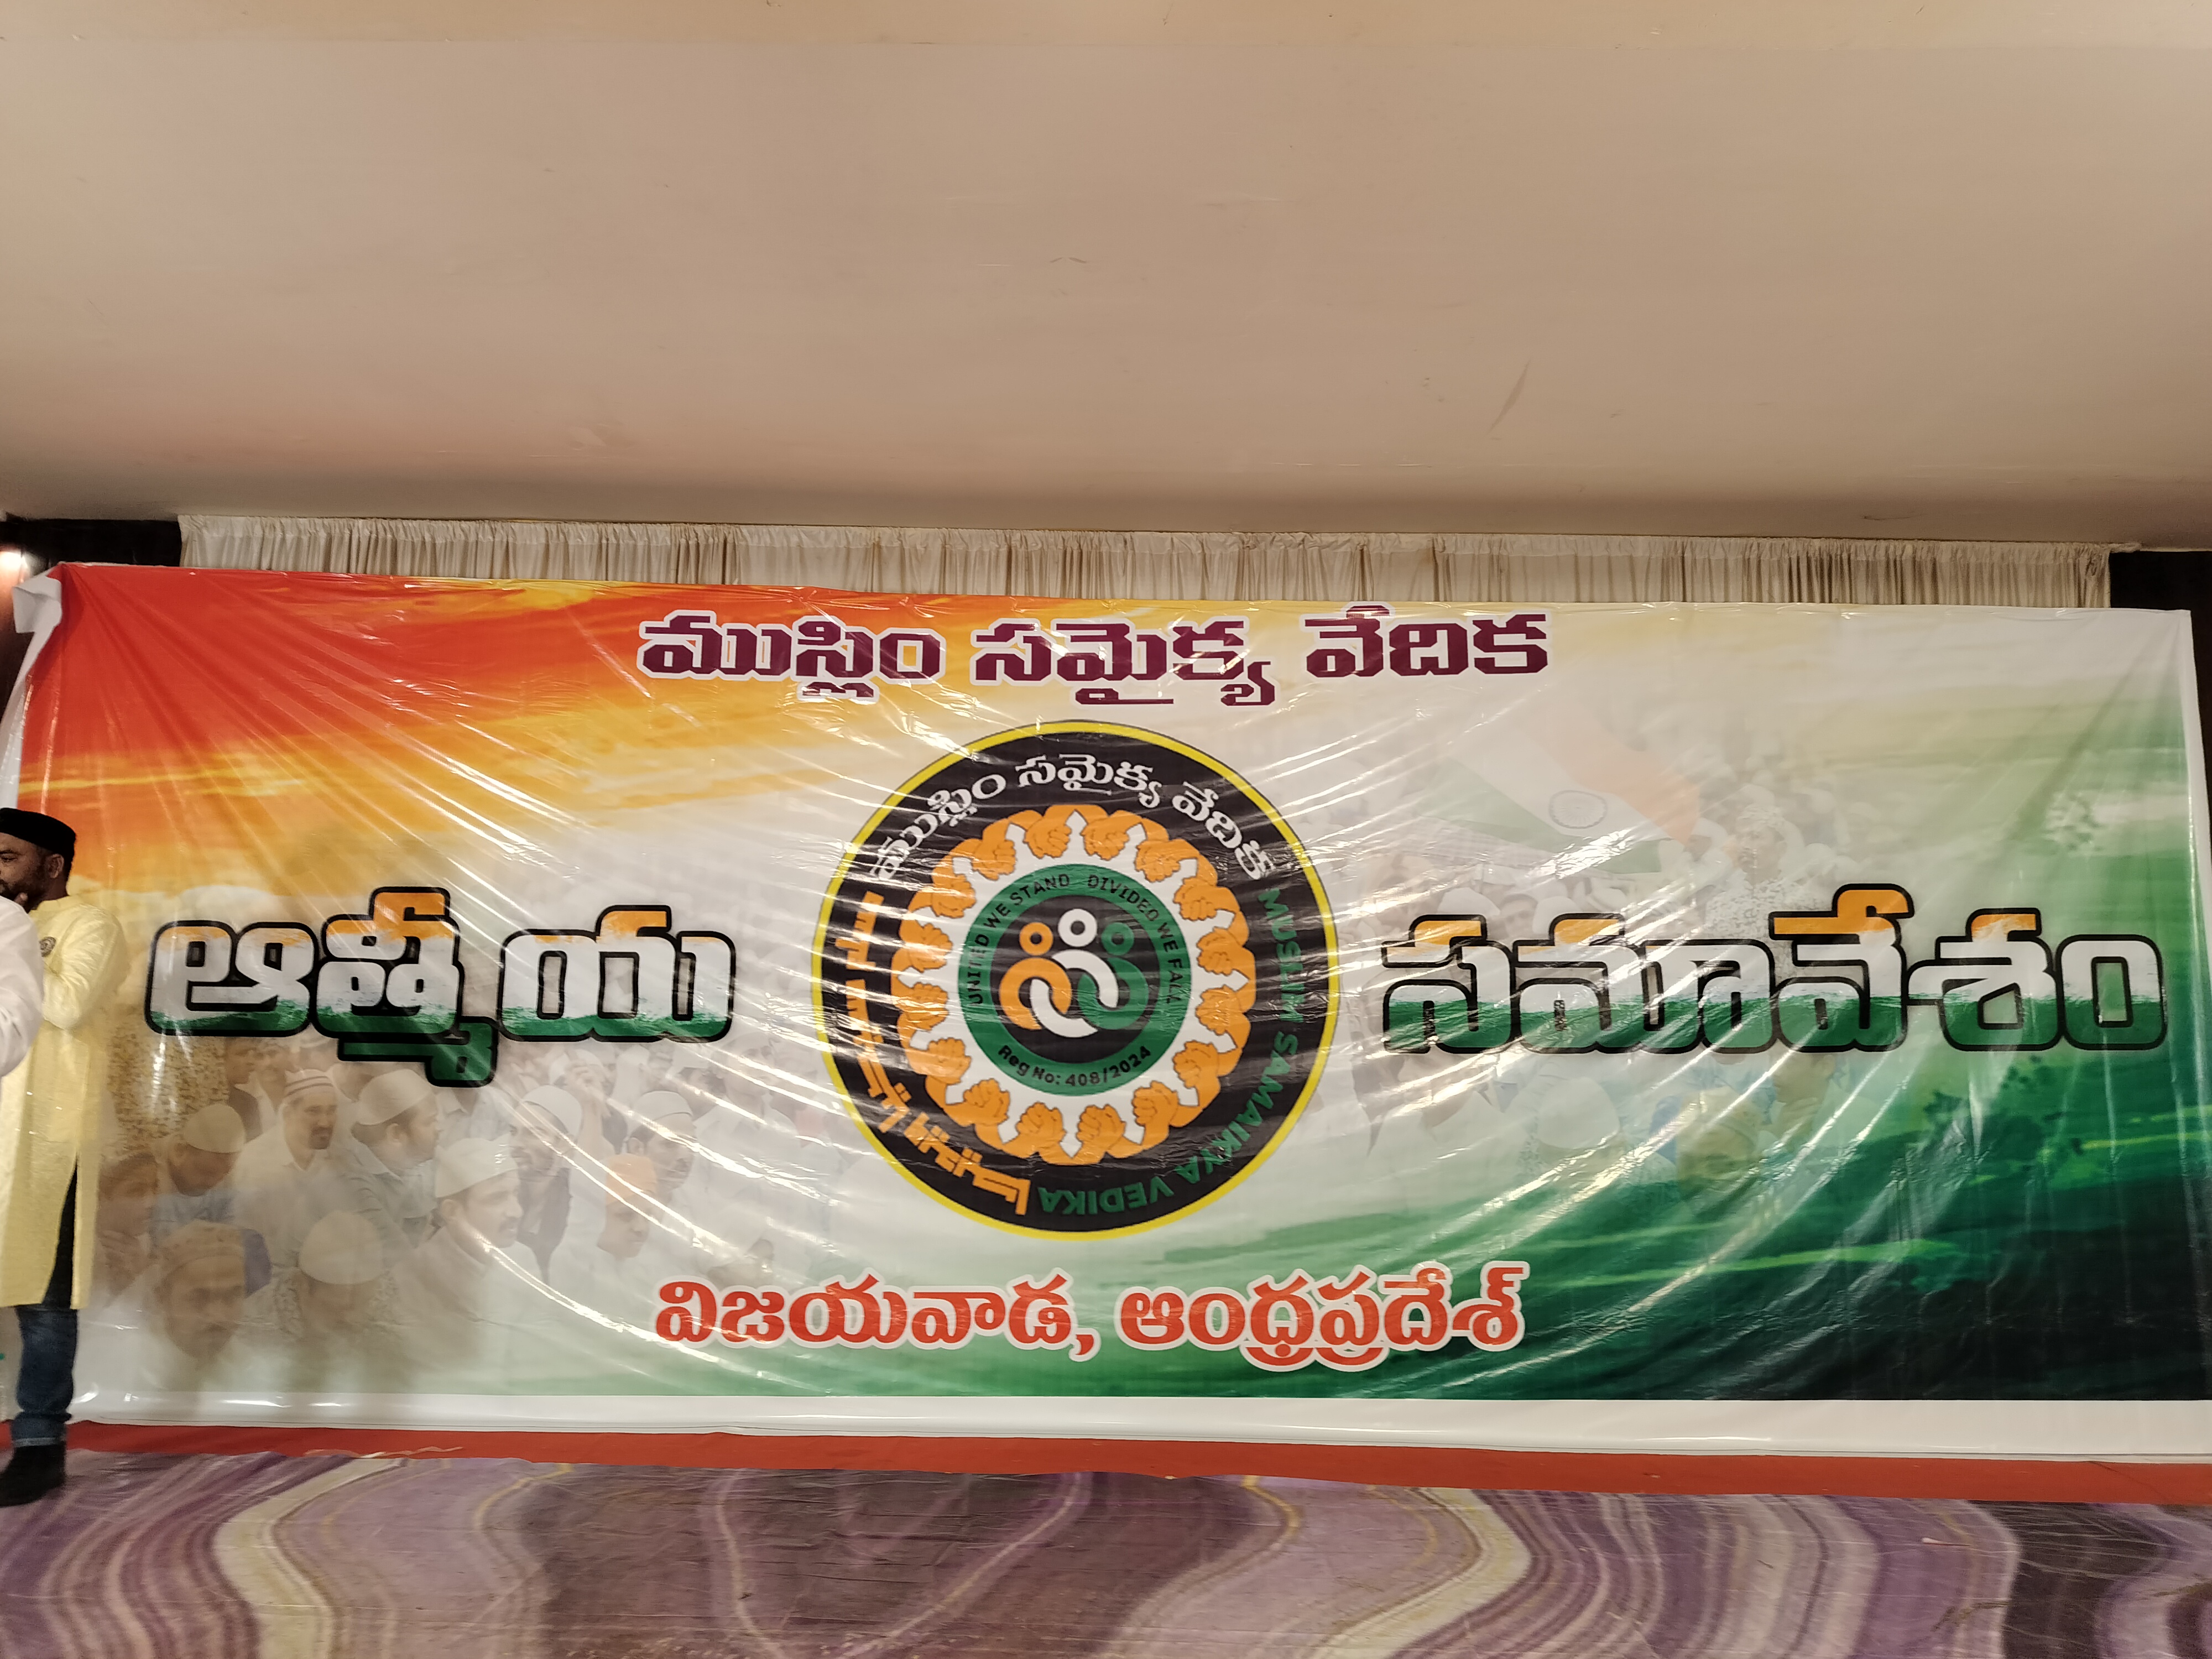 ముస్లిం సమైక్య వేదిక
ముస్లిం సమైక్య వేదిక
MUSLIM SAMAIKYA VEDIKA
UNITED WE STAND DIVIDED WE FALL
Reg No: 408/2024
ఆత్మీయ సమావేశం
విజయవాడ, ఆంధ్రప్రదేశ్